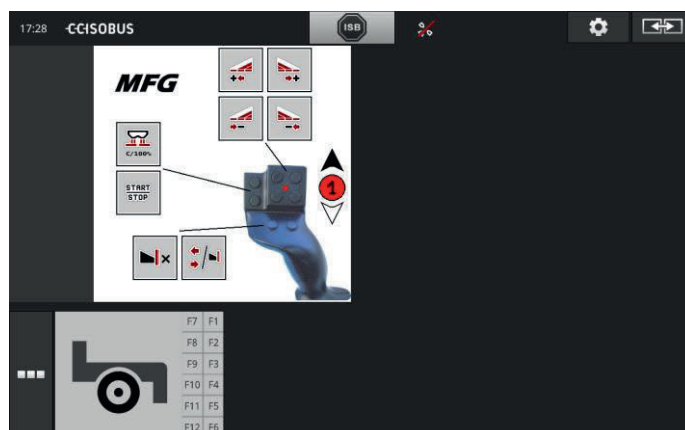 17:28 CCISOBUS ISB
MFG
C/100%
START
STOP
1
F7 F1
F8 F2
F9 F3
F10 F4
F11 F5
F12 F6